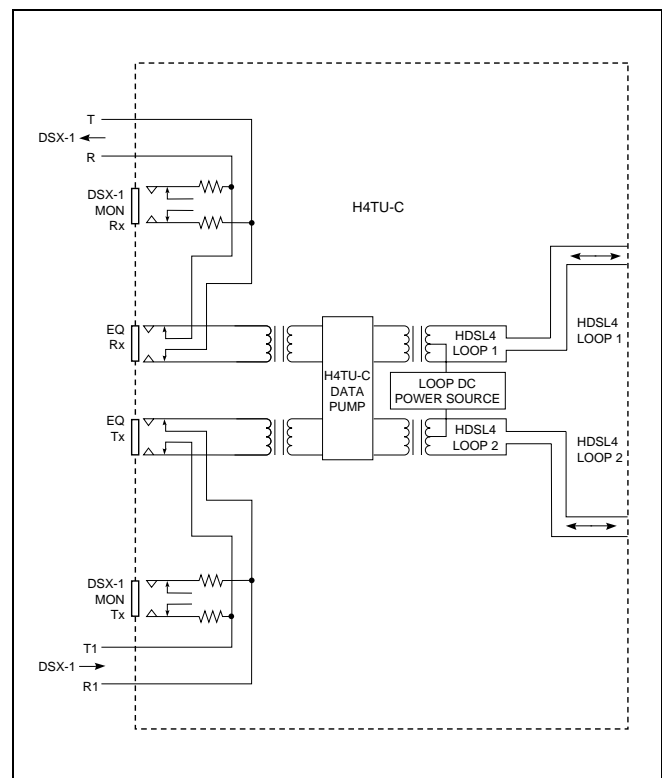 T
DSX-1
R
DSX-1
MON
Rx
H4TU-C
EQ
Rx
H4TU-C
DATA
PUMP
HDSL4
LOOP 1
HDSL4
LOOP 1
LOOP DC
POWER SOURCE
EQ
Tx
HDSL4
LOOP 2
HDSL4
LOOP 2
DSX-1
MON
Tx
T1
DSX-1
R1